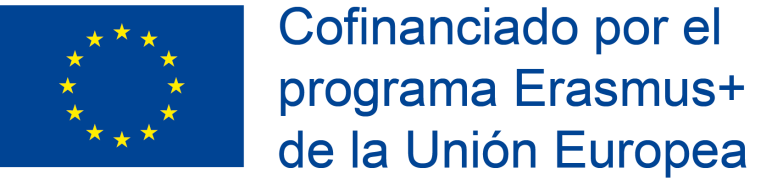 Cofinanciado por el
programa Erasmus+
de la Unión Europea